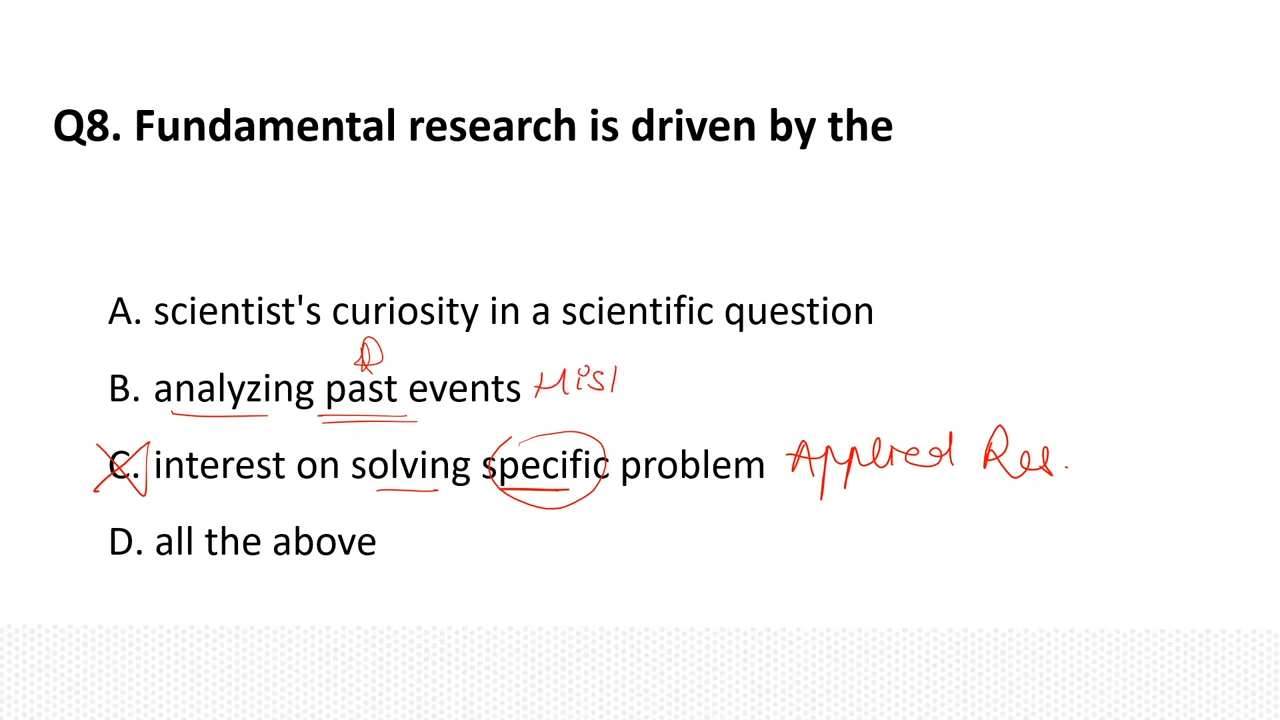 Q8. Fundamental research is driven by the
A. scientist's curiosity in a scientific question
B. analyzing past events Hist
C. interest on solving specific problem Applied Res.
D. all the above